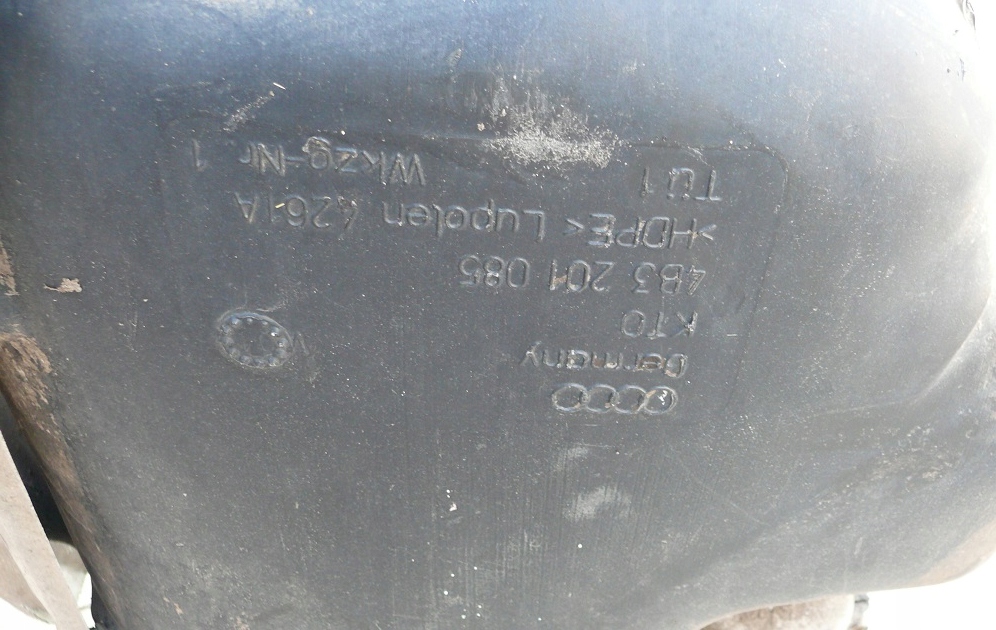 Germany
KTO
4B3 201 085
>HDPE< Lupolen 4261A
TÜ1 Wkzg-Nr 1